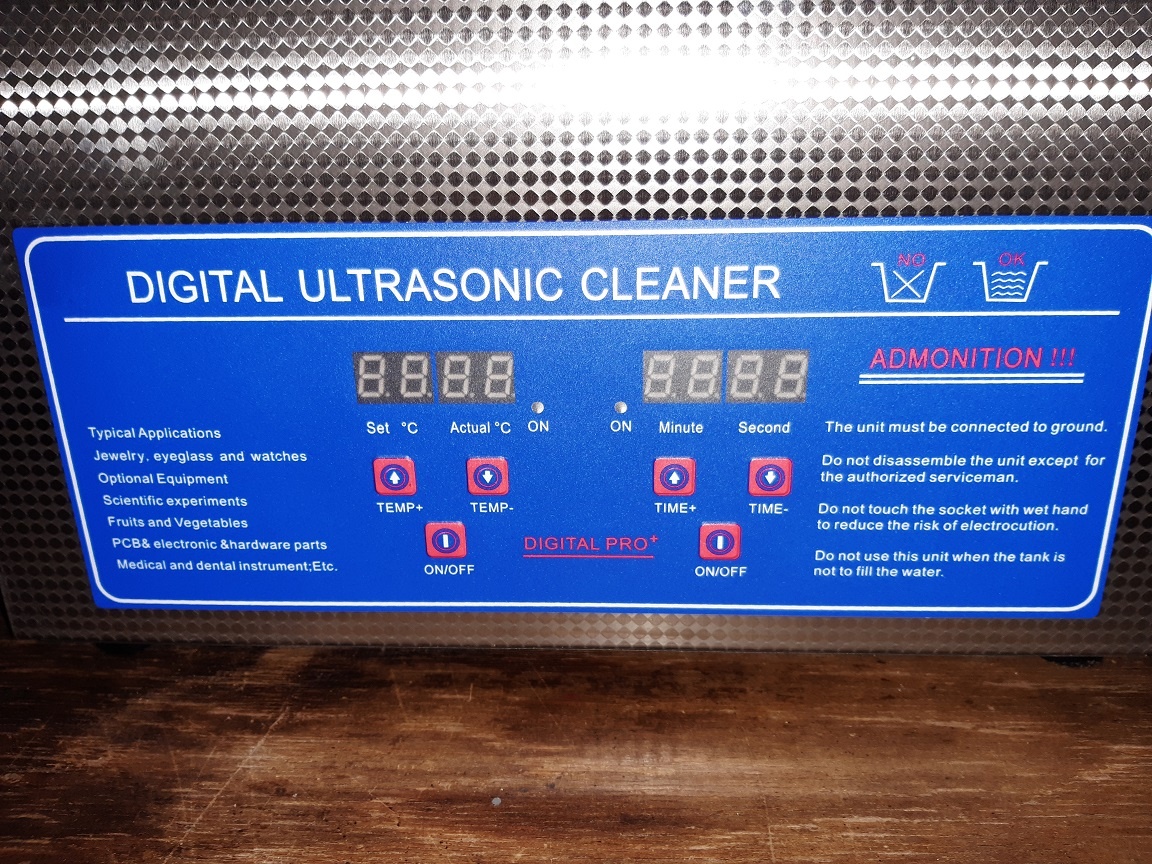 DIGITAL ULTRASONIC CLEANER
NO OK
ADMONITION !!!
Set °C Actual °C ON
ON Minute Second
TEMP+ TEMP-
TIME+ TIME-
ON/OFF
DIGITAL PRO+
ON/OFF
Typical Applications
Jewelry. eyeglass and watches
Optional Equipment
Scientific experiments
Fruits and Vegetables
PCB& electronic &hardware parts
Medical and dental instrument;Etc.
The unit must be connected to ground.
Do not disassemble the unit except for
the authorized serviceman.
Do not touch the socket with wet hand
to reduce the risk of electrocution.
Do not use this unit when the tank is
not to fill the water.